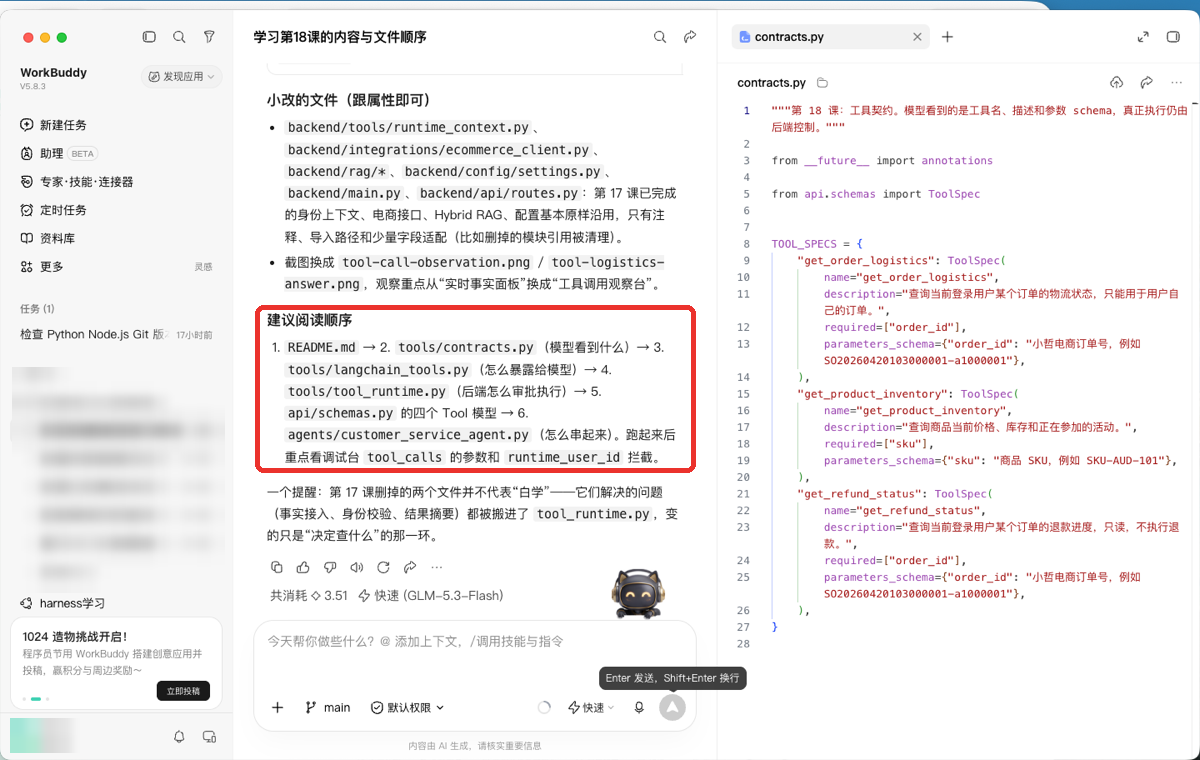 WorkBuddy
V5.8.3
发现应用
新建任务
助理 BETA
专家·技能·连接器
定时任务
资料库
更多
灵感
任务 (1)
检查 Python Node.js Git 版
17小时前
harness学习
1024 造物挑战开启!
程序员节用 WorkBuddy 搭建创意应用并
投稿，赢积分与周边奖励～
立即投稿
学习第18课的内容与文件顺序
小改的文件（跟属性即可）
• backend/tools/runtime_context.py 、
backend/integrations/ecommerce_client.py 、
backend/rag/* 、backend/config/settings.py 、
backend/main.py 、backend/api/routes.py ：第 17 课已完成
的身份上下文、电商接口、Hybrid RAG、配置基本原样沿用，只有注
释、导入路径和少量字段适配（比如删掉的模块引用被清理）。
• 截图换成 tool-call-observation.png / tool-logistics-
answer.png ，观察重点从“实时事实面板”换成“工具调用观察台”。
建议阅读顺序
1. README.md → 2. tools/contracts.py （模型看到什么）→ 3.
tools/langchain_tools.py （怎么暴露给模型）→ 4.
tools/tool_runtime.py （后端怎么审批执行）→ 5.
api/schemas.py 的四个 Tool 模型 → 6.
agents/customer_service_agent.py （怎么串起来）。跑起来后
重点看调试台 tool_calls 的参数和 runtime_user_id 拦截。
一个提醒：第 17 课删掉的两个文件并不代表“白学”——它们解决的问题
（事实接入、身份校验、结果摘要）都被搬进了 tool_runtime.py ，变
的只是“决定查什么”的那一环。
共消耗 3.51 快速 (GLM-5.3-Flash)
今天帮你做些什么？@ 添加上下文，/调用技能与指令
Enter 发送，Shift+Enter 换行
main
默认权限
快速
内容由 AI 生成，请核实重要信息
contracts.py
contracts.py
1 """第 18 课：工具契约。模型看到的是工具名、描述和参数 schema，真正执行仍由
后端控制。"""
2
3 from __future__ import annotations
4
5 from api.schemas import ToolSpec
6
7
8 TOOL_SPECS = {
9 "get_order_logistics": ToolSpec(
10 name="get_order_logistics",
11 description="查询当前登录用户某个订单的物流状态，只能用于用户自
己的订单。",
12 required=["order_id"],
13 parameters_schema={"order_id": "小哲电商订单号，例如
SO20260420103000001-a1000001"},
14 ),
15 "get_product_inventory": ToolSpec(
16 name="get_product_inventory",
17 description="查询商品当前价格、库存和正在参加的活动。",
18 required=["sku"],
19 parameters_schema={"sku": "商品 SKU，例如 SKU-AUD-101"},
20 ),
21 "get_refund_status": ToolSpec(
22 name="get_refund_status",
23 description="查询当前登录用户某个订单的退款进度，只读，不执行退
款。",
24 required=["order_id"],
25 parameters_schema={"order_id": "小哲电商订单号，例如
SO20260420103000001-a1000001"},
26 ),
27 }
28